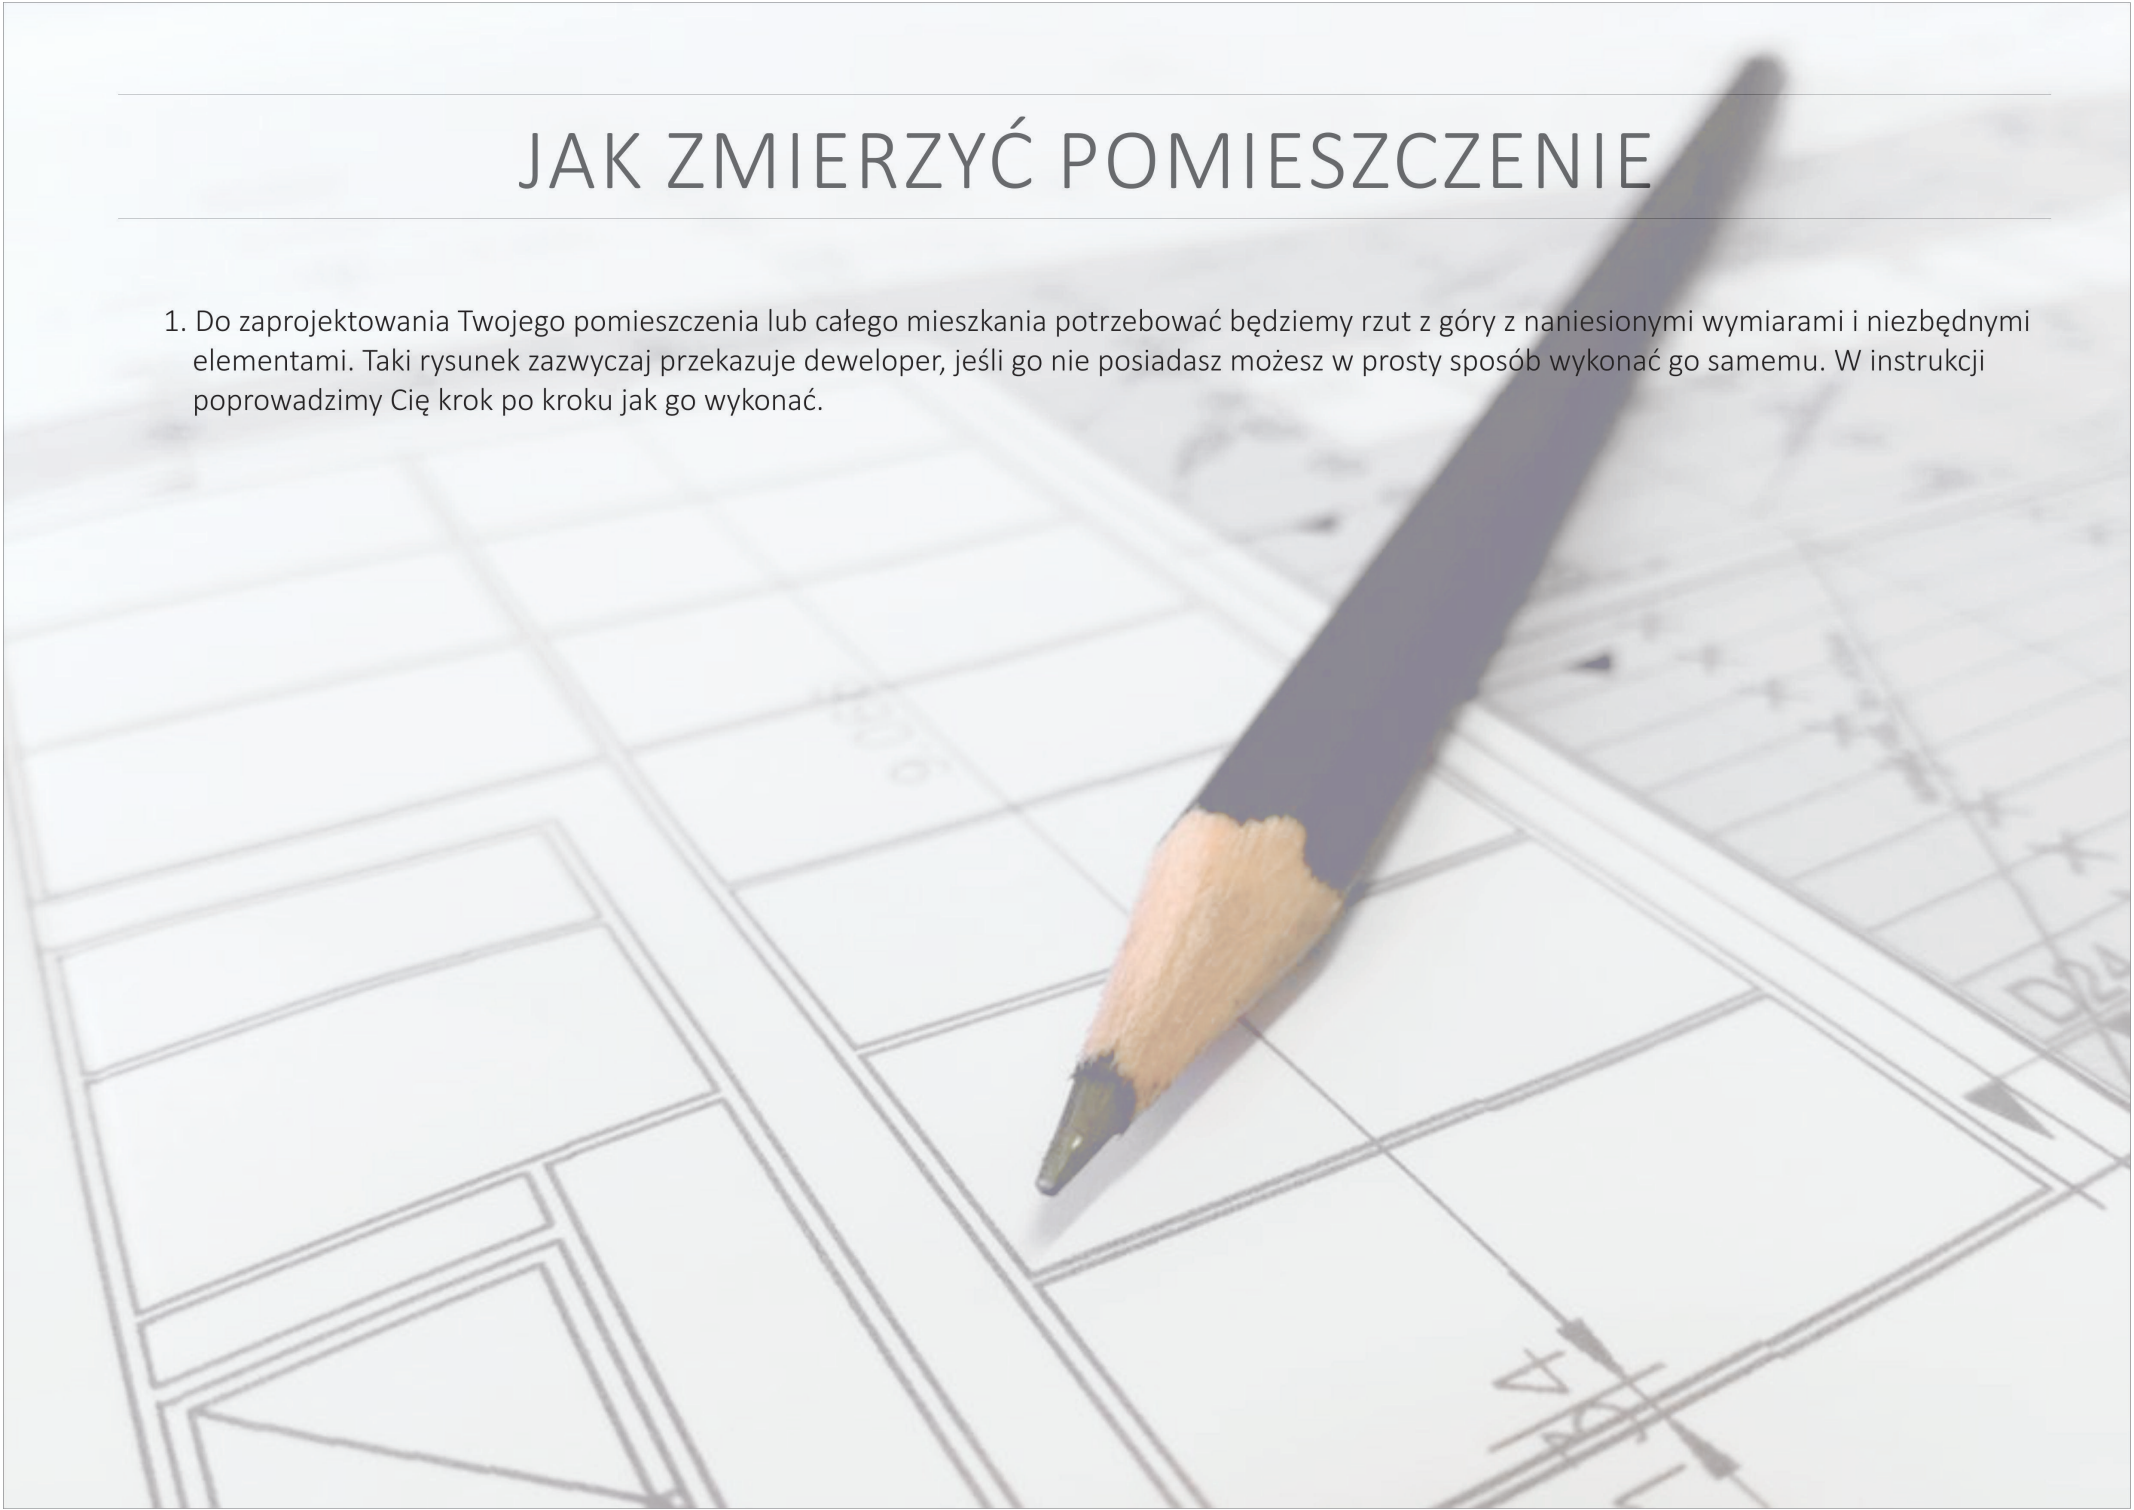 JAK ZMIERZYĆ POMIESZCZENIE
1. Do zaprojektowania Twojego pomieszczenia lub całego mieszkania potrzebować będziemy rzut z góry z naniesionymi wymiarami i niezbędnymi
elementami. Taki rysunek zazwyczaj przekazuje deweloper, jeśli go nie posiadasz możesz w prosty sposób wykonać go samemu. W instrukcji
poprowadzimy Cię krok po kroku jak go wykonać.
D24
4